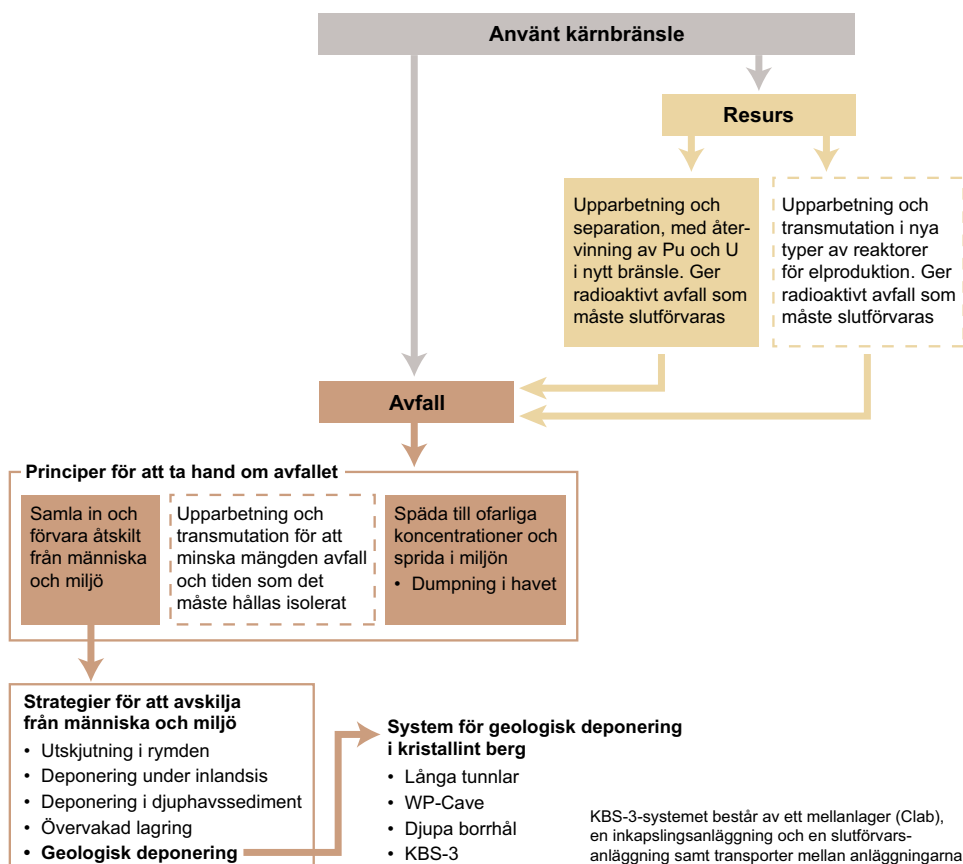 Använt kärnbränsle
Resurs
Upparbetning och
separation, med åter-
vinning av Pu och U
i nytt bränsle. Ger
radioaktivt avfall som
måste slutförvaras
Upparbetning och
transmutation i nya
typer av reaktorer
för elproduktion. Ger
radioaktivt avfall som
måste slutförvaras
Avfall
Principer för att ta hand om avfallet
Samla in och
förvara åtskilt
från människa
och miljö
Upparbetning och
transmutation för att
minska mängden avfall
och tiden som det
måste hållas isolerat
Späda till ofarliga
koncentrationer och
sprida i miljön
• Dumpning i havet
Strategier för att avskilja
från människa och miljö
• Utskjutning i rymden
• Deponering under inlandsis
• Deponering i djuphavssediment
• Övervakad lagring
• Geologisk deponering
System för geologisk deponering
i kristallint berg
• Långa tunnlar
• WP-Cave
• Djupa borrhål
• KBS-3
KBS-3-systemet består av ett mellanlager (Clab),
en inkapslingsanläggning och en slutförvars-
anläggning samt transporter mellan anläggningarna